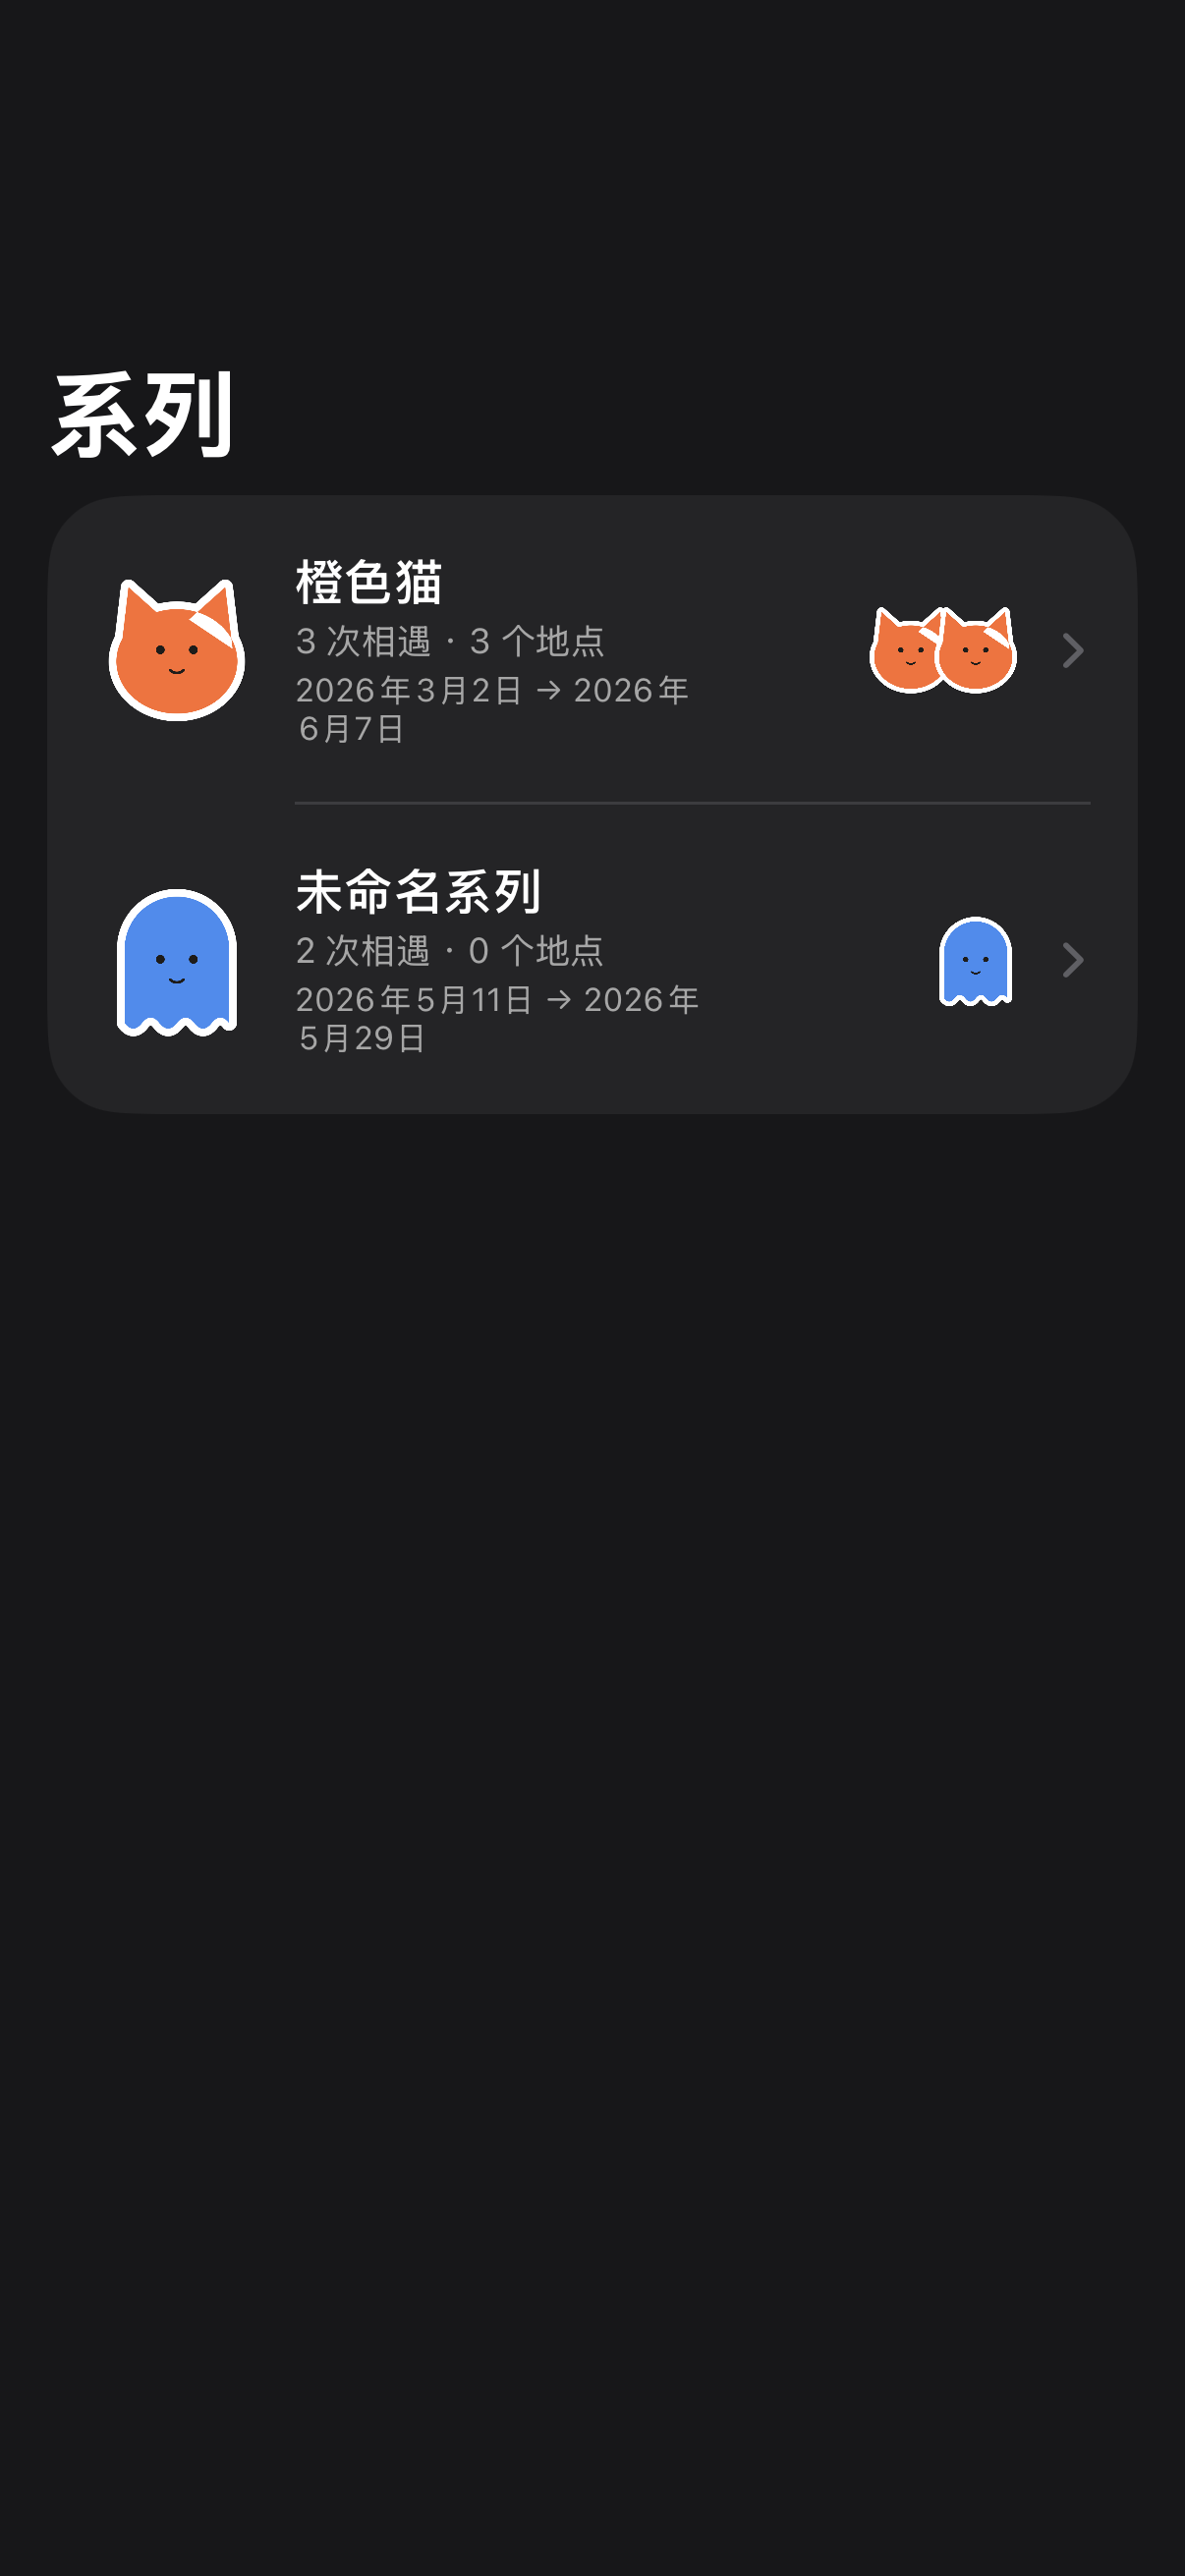 系列
橙色猫
3 次相遇 · 3 个地点
2026年3月2日 → 2026年
6月7日
未命名系列
2 次相遇 · 0 个地点
2026年5月11日 → 2026年
5月29日